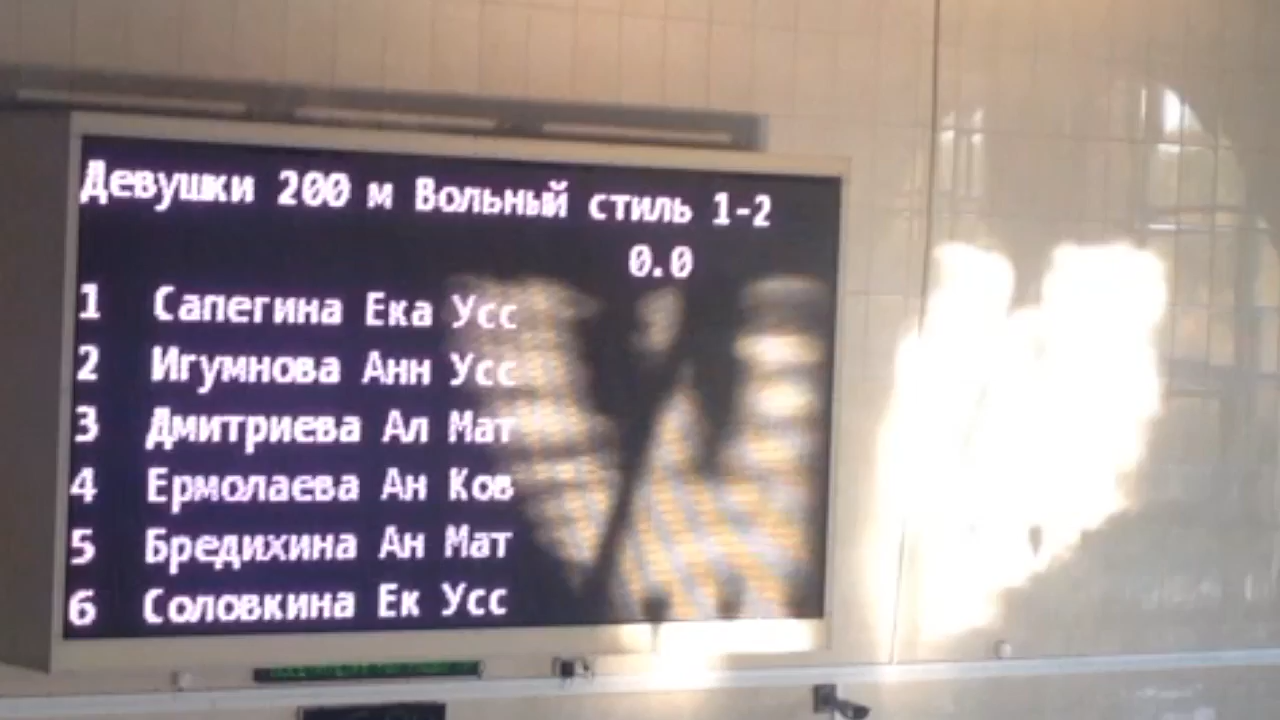 Девушки 200 м Вольный стиль 1-2
0.0
1 Сапегина Ека Усс
2 Игумнова Анн Усс
3 Дмитриева Ал Мат
4 Ермолаева Ан Ков
5 Бредихина Ан Мат
6 Соловкина Ек Усс